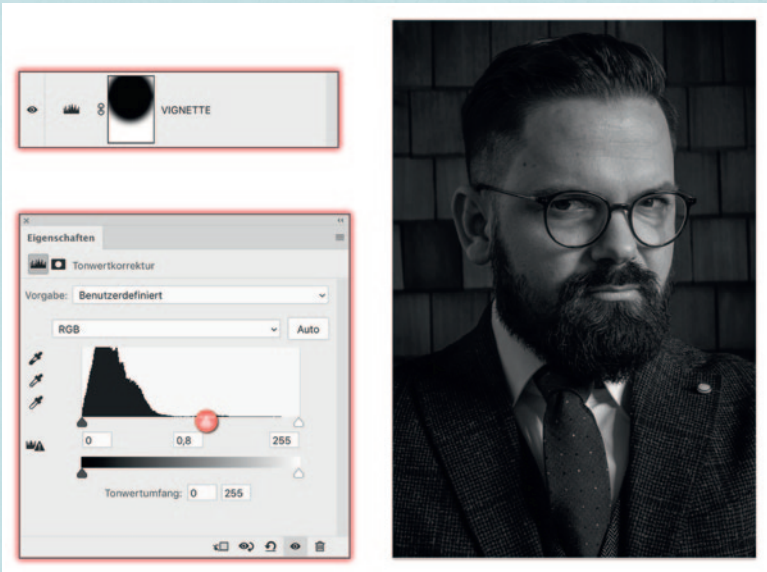 VIGNETTE
Eigenschaften
Tonwertkorrektur
Vorgabe: Benutzerdefiniert
RGB
Auto
0 0,8 255
Tonwertumfang: 0 255